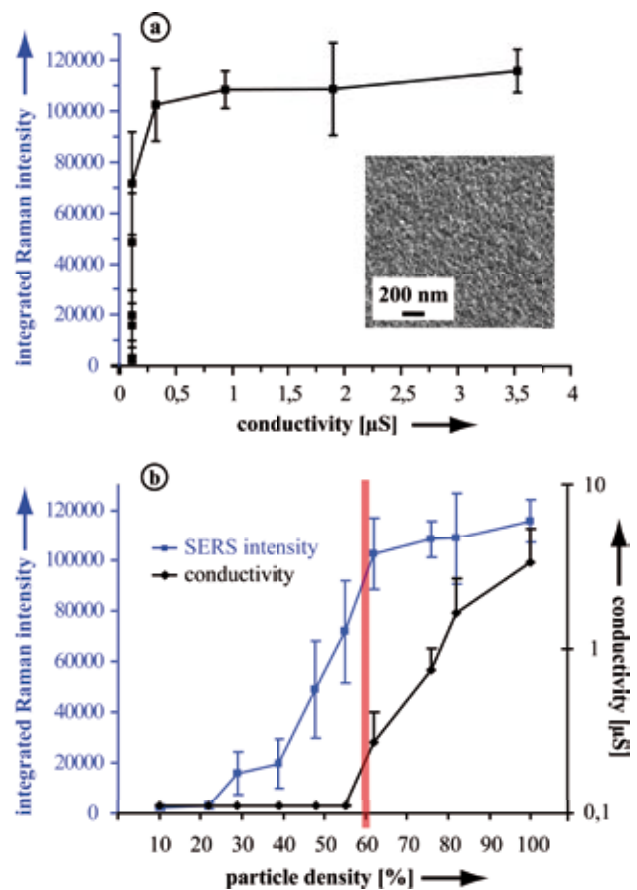 a
integrated Raman intensity
120000
100000
80000
60000
40000
20000
0
200 nm
0 0,5 1 1,5 2 2,5 3 3,5 4
conductivity [µS]
b
integrated Raman intensity
120000
100000
80000
60000
40000
20000
0
SERS intensity
conductivity
10
1
0,1
conductivity [µS]
10 20 30 40 50 60 70 80 90 100
particle density [%]